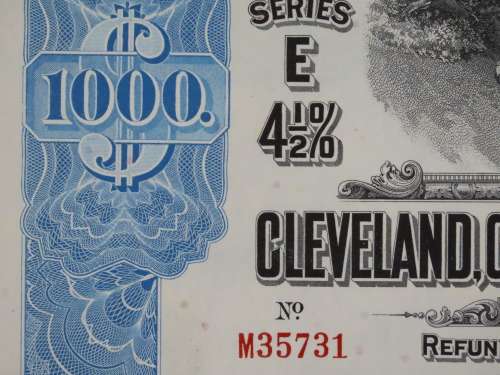 SERIES
E
4½%
1000.
CLEVELAND, C
No
M35731
REFUN